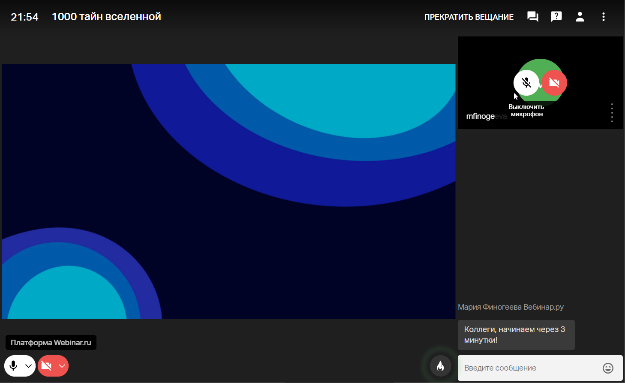 21:54 1000 тайн вселенной ПРЕКРАТИТЬ ВЕЩАНИЕ
Выключить
микрофон
Мария Финогеева Вебинар.ру
Коллеги, начинаем через 3
минутки!
Платформа Webinar.ru
Введите сообщение